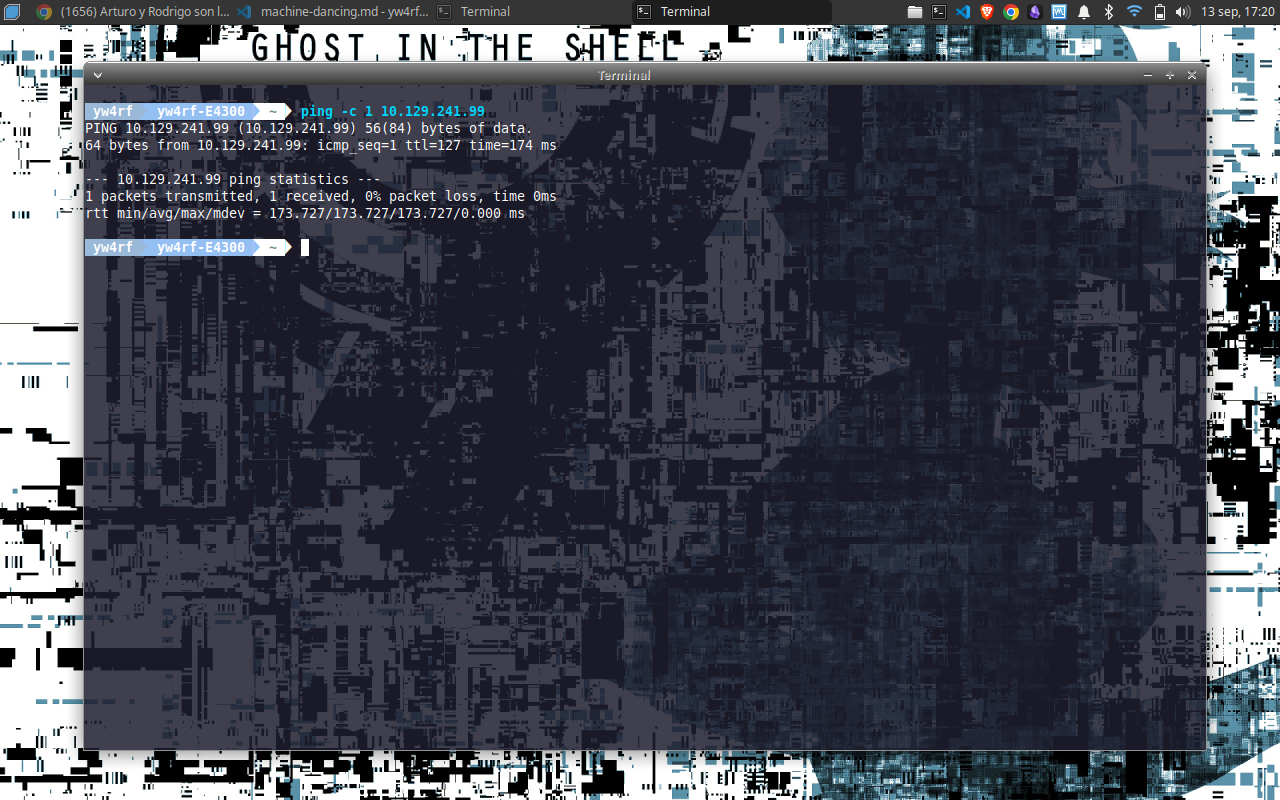 (1656) Arturo y Rodrigo son l... machine-dancing.md - yw4rf... Terminal Terminal 13 sep, 17:20
GHOST IN THE SHELL
Terminal
yw4rf yw4rf-E4300 ~ ping -c 1 10.129.241.99
PING 10.129.241.99 (10.129.241.99) 56(84) bytes of data.
64 bytes from 10.129.241.99: icmp_seq=1 ttl=127 time=174 ms
--- 10.129.241.99 ping statistics ---
1 packets transmitted, 1 received, 0% packet loss, time 0ms
rtt min/avg/max/mdev = 173.727/173.727/173.727/0.000 ms
yw4rf yw4rf-E4300 ~